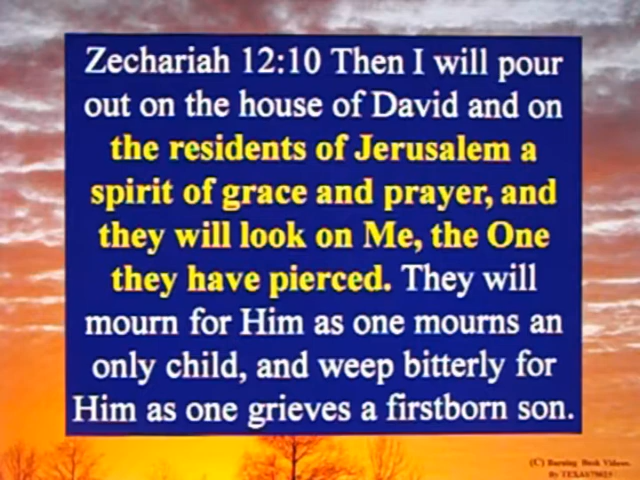 Zechariah 12:10 Then I will pour
out on the house of David and on
the residents of Jerusalem a
spirit of grace and prayer, and
they will look on Me, the One
they have pierced. They will
mourn for Him as one mourns an
only child, and weep bitterly for
Him as one grieves a firstborn son.
(C) Burning Bush Videos.
By